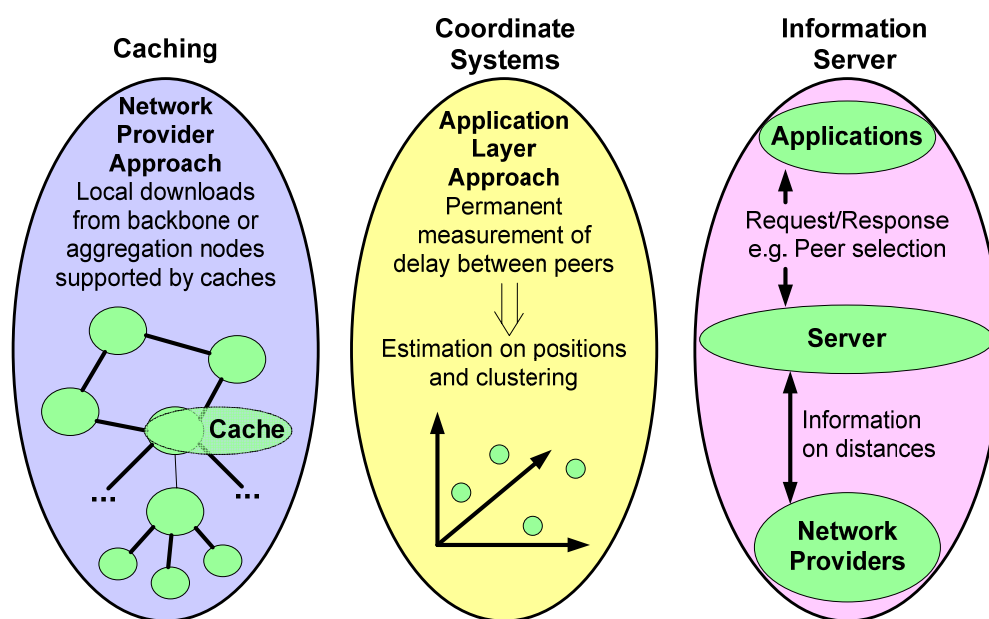 Caching
Network
Provider
Approach
Local downloads
from backbone or
aggregation nodes
supported by caches
Cache
...
...
Coordinate
Systems
Application
Layer
Approach
Permanent
measurement of
delay between peers
Estimation on positions
and clustering
Information
Server
Applications
Request/Response
e.g. Peer selection
Server
Information
on distances
Network
Providers